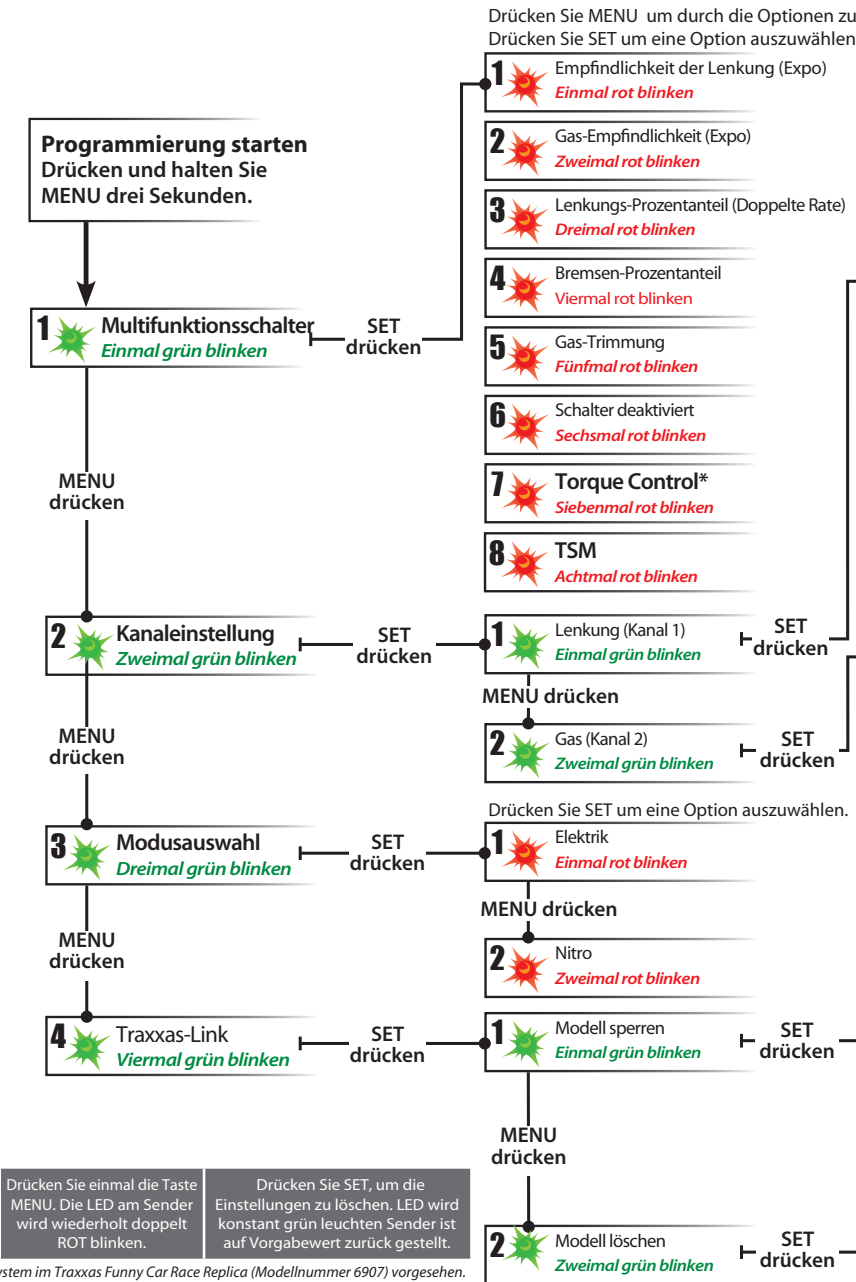 Drücken Sie MENU um durch die Optionen zu
Drücken Sie SET um eine Option auszuwählen
Programmierung starten
Drücken und halten Sie
MENU drei Sekunden.
1 Multifunktionsschalter
Einmal grün blinken
SET
drücken
1 Empfindlichkeit der Lenkung (Expo)
Einmal rot blinken
2 Gas-Empfindlichkeit (Expo)
Zweimal rot blinken
3 Lenkungs-Prozentanteil (Doppelte Rate)
Dreimal rot blinken
4 Bremsen-Prozentanteil
Viermal rot blinken
5 Gas-Trimmung
Fünfmal rot blinken
6 Schalter deaktiviert
Sechsmal rot blinken
7 Torque Control*
Siebenmal rot blinken
8 TSM
Achtmal rot blinken
MENU
drücken
2 Kanaleinstellung
Zweimal grün blinken
SET
drücken
1 Lenkung (Kanal 1)
Einmal grün blinken
SET
drücken
MENU drücken
2 Gas (Kanal 2)
Zweimal grün blinken
SET
drücken
MENU
drücken
Drücken Sie SET um eine Option auszuwählen.
3 Modusauswahl
Dreimal grün blinken
SET
drücken
1 Elektrik
Einmal rot blinken
MENU drücken
2 Nitro
Zweimal rot blinken
MENU
drücken
4 Traxxas-Link
Viermal grün blinken
SET
drücken
1 Modell sperren
Einmal grün blinken
SET
drücken
MENU
drücken
2 Modell löschen
Zweimal grün blinken
SET
drücken
Drücken Sie einmal die Taste
MENU. Die LED am Sender
wird wiederholt doppelt
ROT blinken.
Drücken Sie SET, um die
Einstellungen zu löschen. LED wird
konstant grün leuchten Sender ist
auf Vorgabewert zurück gestellt.
ystem im Traxxas Funny Car Race Replica (Modellnummer 6907) vorgesehen.